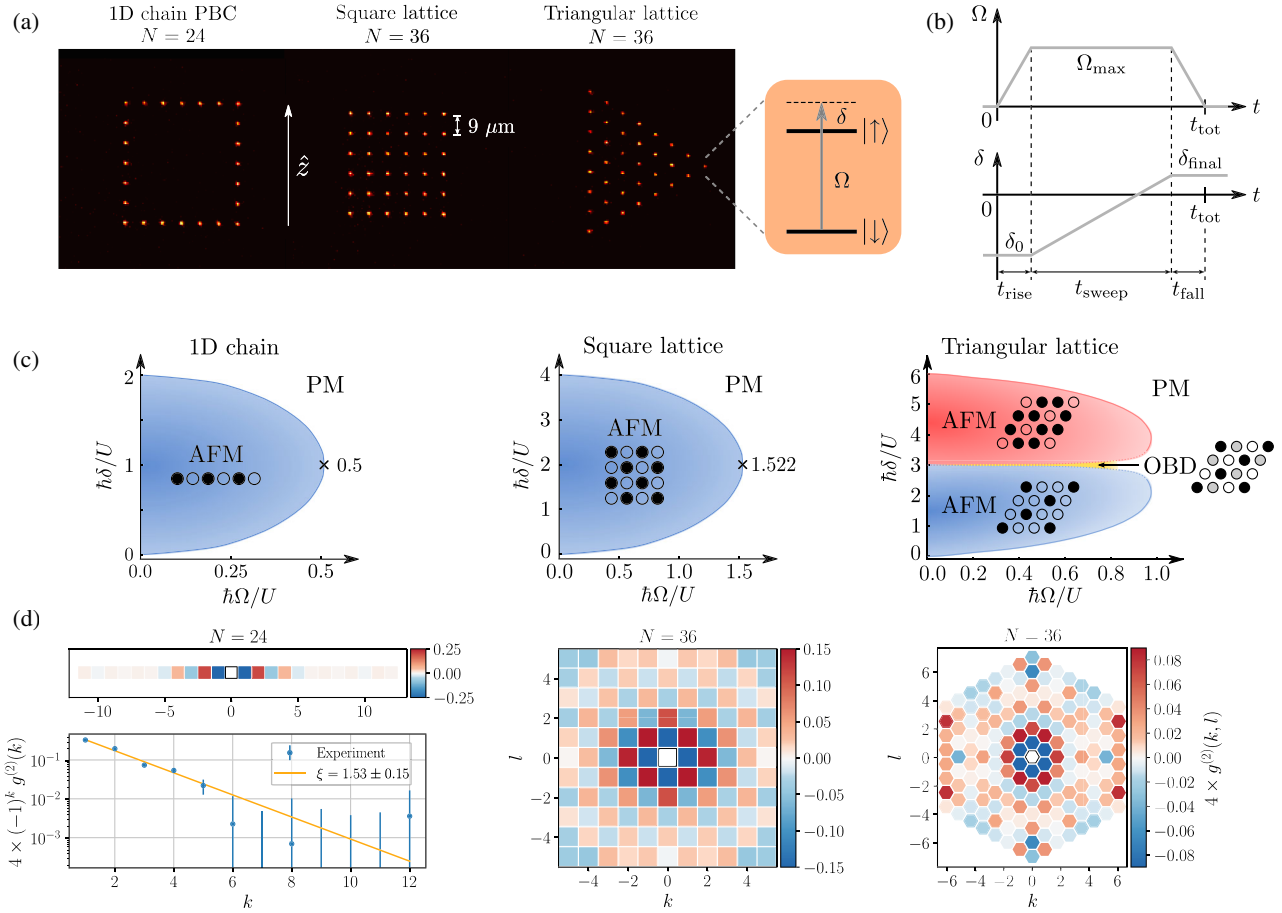 (a)
1D chain PBC
N = 24
Square lattice
N = 36
Triangular lattice
N = 36
ẑ
9 μm
δ
|↑⟩
Ω
|↓⟩
(b)
Ω
Ω_max
0
t_tot
t
δ
δ_final
0
t_tot
t
δ_0
t_rise
t_sweep
t_fall
(c)
1D chain
PM
AFM
0.5
2
1
0
0.0
0.25
0.5
ħδ/U
ħΩ/U
Square lattice
PM
AFM
1.522
4
3
2
1
0
0.0
0.5
1.0
1.5
ħδ/U
ħΩ/U
Triangular lattice
PM
AFM
OBD
AFM
6
5
4
3
2
1
0
0.0
0.2
0.4
0.6
0.8
1.0
ħδ/U
ħΩ/U
(d)
N = 24
0.25
0.00
−0.25
−10
−5
0
5
10
Experiment
ξ = 1.53 ± 0.15
10⁻¹
10⁻²
10⁻³
4 × (−1)ᵏ g⁽²⁾(k)
2
4
6
8
10
12
k
N = 36
l
4
2
0
−2
−4
−4
−2
0
2
4
k
0.15
0.10
0.05
0.00
−0.05
−0.10
−0.15
N = 36
l
6
4
2
0
−2
−4
−6
−6
−4
−2
0
2
4
6
k
0.08
0.06
0.04
0.02
0.00
−0.02
−0.04
−0.06
−0.08
4 × g⁽²⁾(k, l)